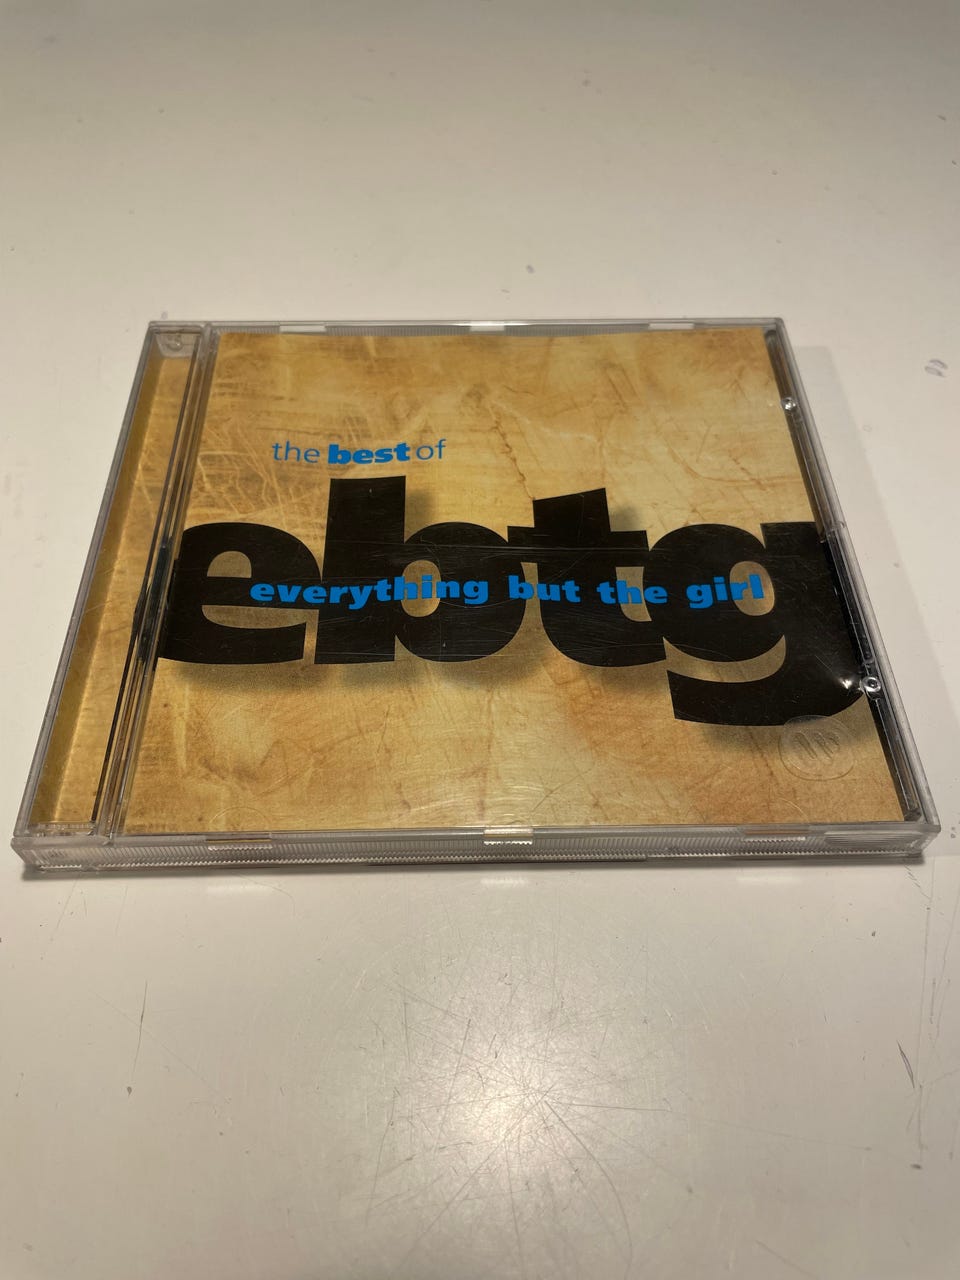 the best of
ebtg
everything but the girl